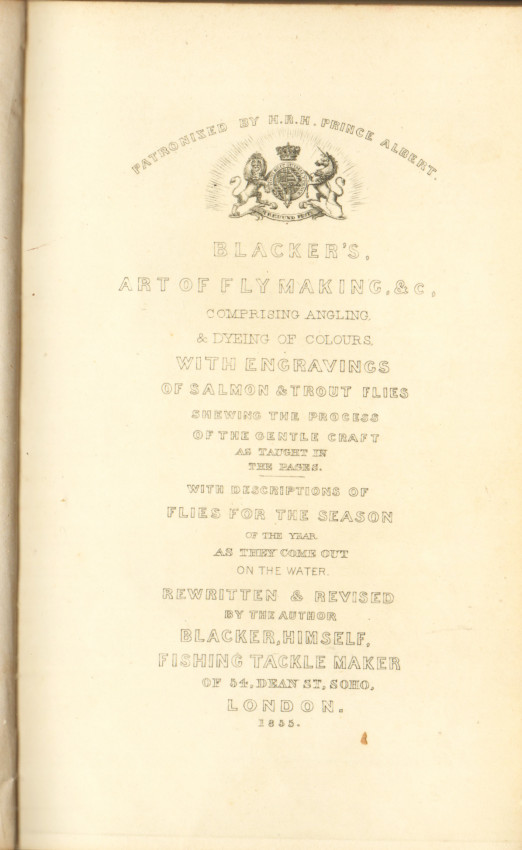 PATRONIZED BY H.R.H. PRINCE ALBERT.
BLACKER'S,
ART OF FLY MAKING, &c,
COMPRISING ANGLING,
& DYEING OF COLOURS,
WITH ENGRAVINGS
OF SALMON & TROUT FLIES
SHEWING THE PROCESS
OF THE GENTLE CRAFT
AS TAUGHT IN
THE PAGES.
WITH DESCRIPTIONS OF
FLIES FOR THE SEASON
OF THE YEAR
AS THEY COME OUT
ON THE WATER.
REWRITTEN & REVISED
BY THE AUTHOR
BLACKER, HIMSELF,
FISHING TACKLE MAKER
OF 54, DEAN ST, SOHO,
LONDON.
1855.